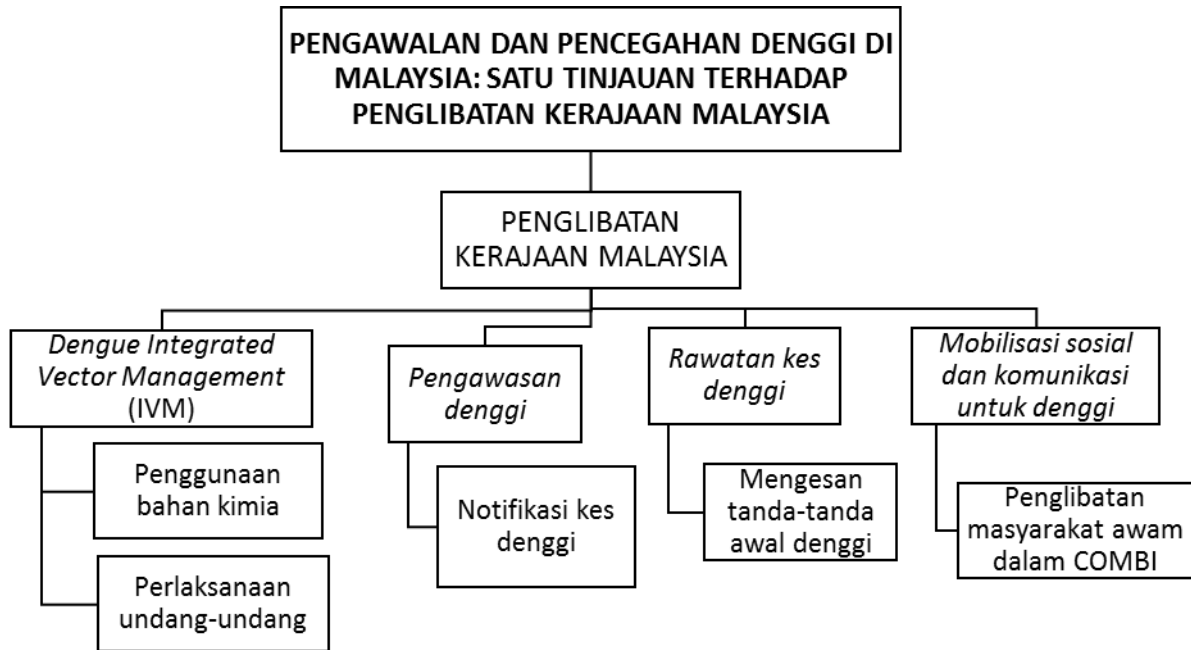 PENGAWALAN DAN PENCEGAHAN DENGGI DI
MALAYSIA: SATU TINJAUAN TERHADAP
PENGLIBATAN KERAJAAN MALAYSIA
PENGLIBATAN
KERAJAAN MALAYSIA
Dengue Integrated
Vector Management
(IVM)
Penggunaan
bahan kimia
Perlaksanaan
undang-undang
Pengawasan
denggi
Notifikasi kes
denggi
Rawatan kes
denggi
Mengesan
tanda-tanda
awal denggi
Mobilisasi sosial
dan komunikasi
untuk denggi
Penglibatan
masyarakat awam
dalam COMBI